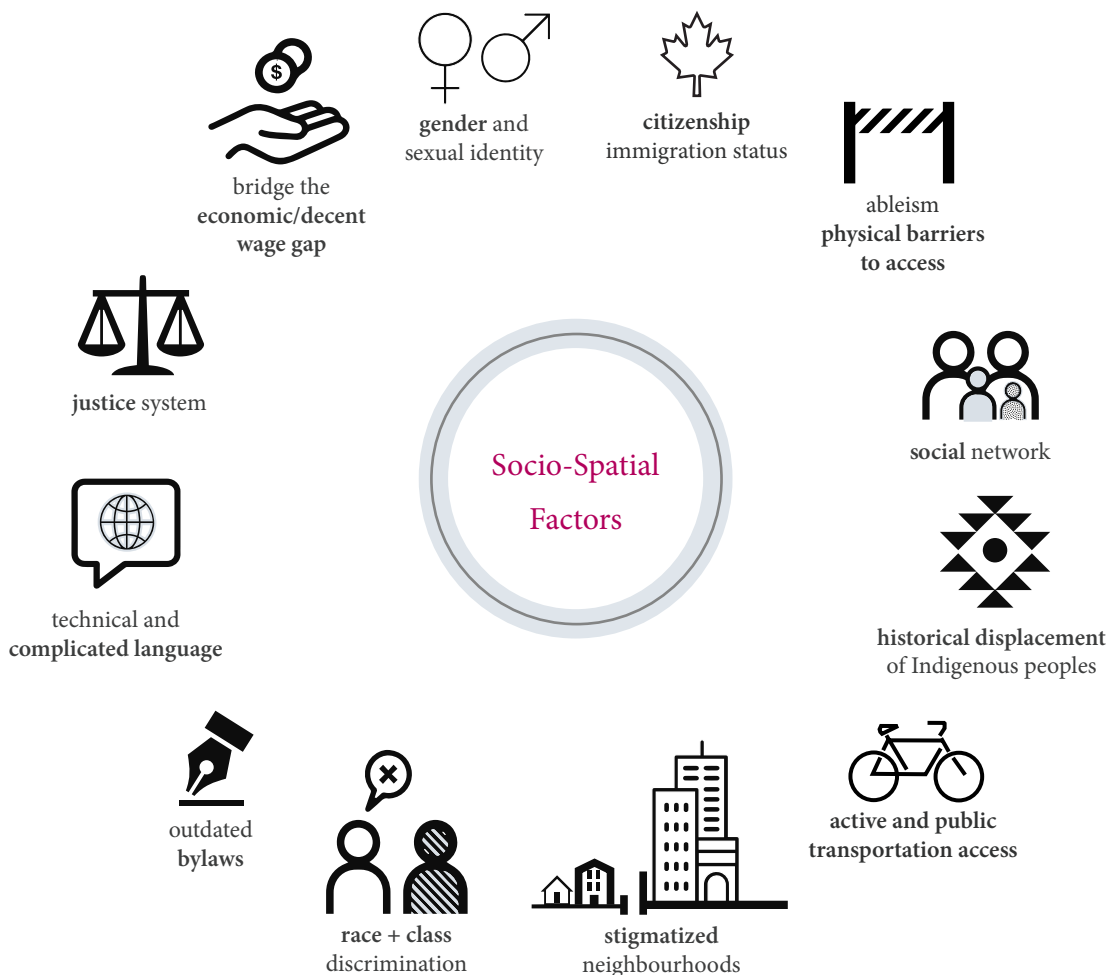 $
gender and
sexual identity
citizenship
immigration status
bridge the
economic/decent
wage gap
ableism
physical barriers
to access
justice system
Socio-Spatial
Factors
social network
technical and
complicated language
historical displacement
of Indigenous peoples
outdated
bylaws
active and public
transportation access
race + class
discrimination
stigmatized
neighbourhoods